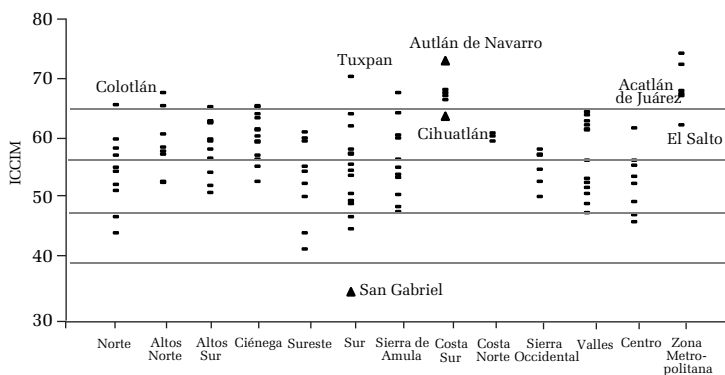 80
70
60
50
40
30
ICCIM
Colotlán
Tuxpan
Autlán de Navarro
Cihuatlán
Acatlán
de Juárez
El Salto
San Gabriel
Norte
Altos
Norte
Altos
Sur
Ciénega
Sureste
Sur
Sierra de
Amula
Costa
Sur
Costa
Norte
Sierra
Occidental
Valles
Centro
Zona
Metro-
politana